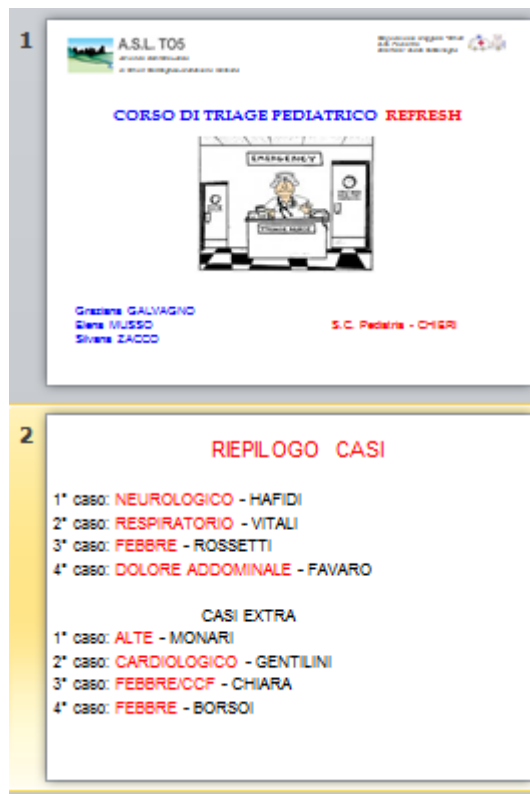 1
A.S.L. TO5
CORSO DI TRIAGE PEDIATRICO REFRESH
EMERGENCY
TRIAGE NURSE
Graziana GALVAGNO
Elena MUSSO
Silvana ZACCO
S.C. Pediatria - CHIERI
2
RIEPILOGO CASI
1° caso: NEUROLOGICO - HAFIDI
2° caso: RESPIRATORIO - VITALI
3° caso: FEBBRE - ROSSETTI
4° caso: DOLORE ADDOMINALE - FAVARO
CASI EXTRA
1° caso: ALTE - MONARI
2° caso: CARDIOLOGICO - GENTILINI
3° caso: FEBBRE/CCF - CHIARA
4° caso: FEBBRE - BORSOI